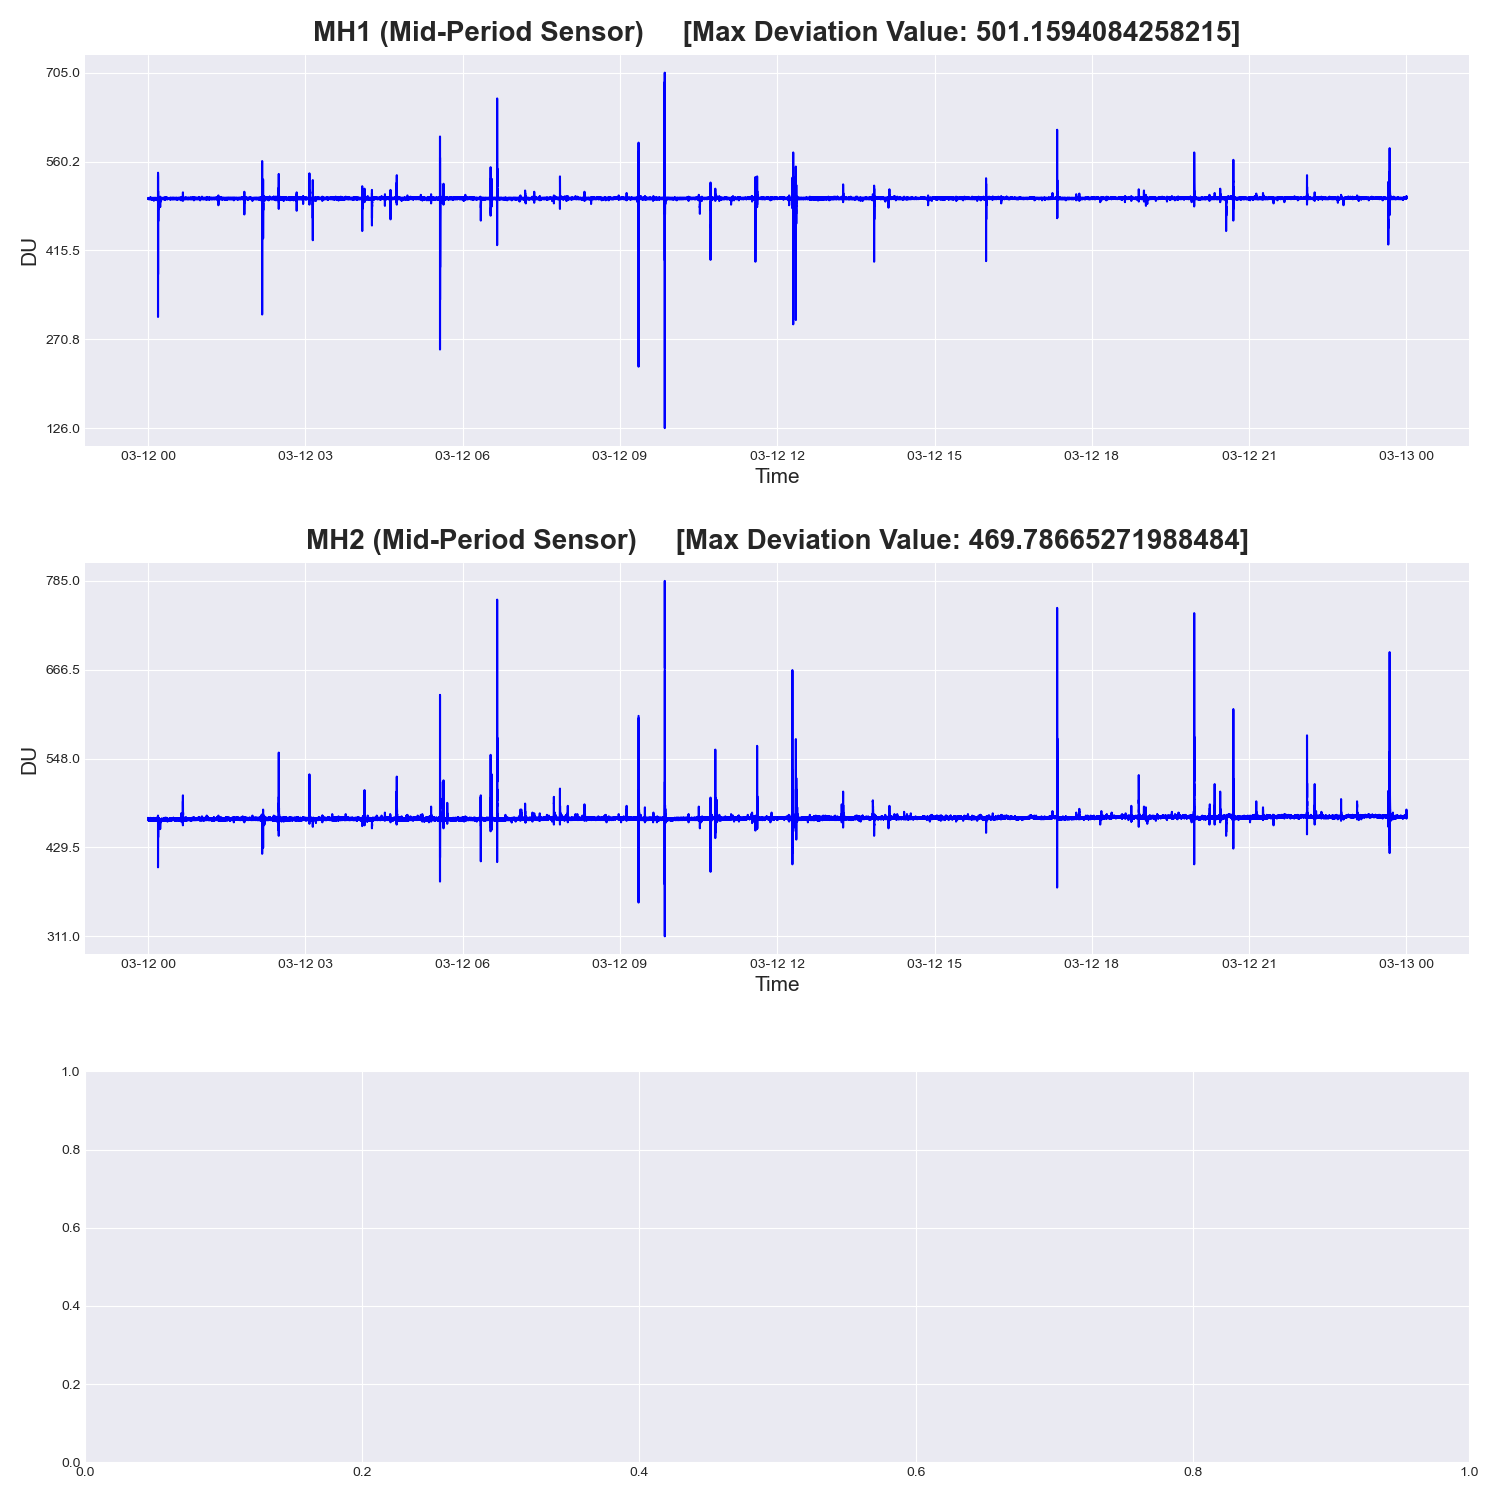 MH1 (Mid-Period Sensor) [Max Deviation Value: 501.1594084258215]
705.0
560.2
415.5
270.8
126.0
DU
03-12 00 03-12 03 03-12 06 03-12 09 03-12 12 03-12 15 03-12 18 03-12 21 03-13 00
Time
MH2 (Mid-Period Sensor) [Max Deviation Value: 469.78665271988484]
785.0
666.5
548.0
429.5
311.0
DU
03-12 00 03-12 03 03-12 06 03-12 09 03-12 12 03-12 15 03-12 18 03-12 21 03-13 00
Time
1.0
0.8
0.6
0.4
0.2
0.0
0.0 0.2 0.4 0.6 0.8 1.0